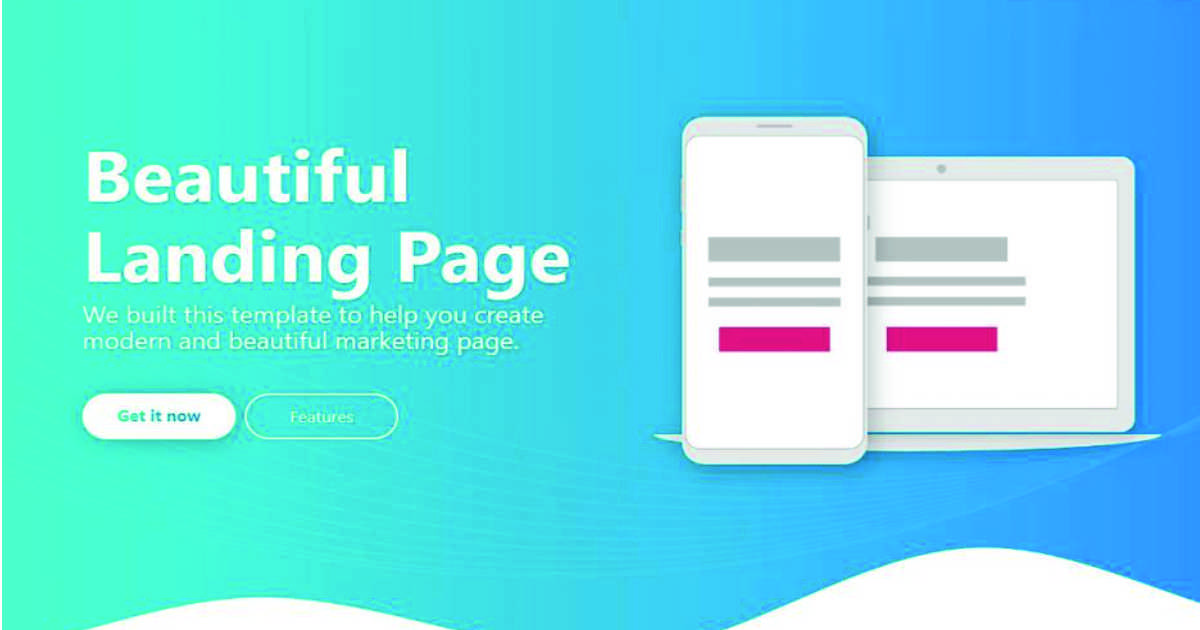 Beautiful
Landing Page
We built this template to help you create
modern and beautiful marketing page.
Get it now
Features